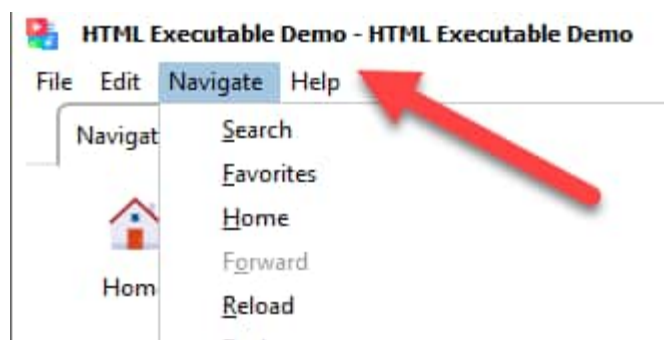 HTML Executable Demo - HTML Executable Demo
File Edit Navigate Help
Navigat
Search
Favorites
Home
Forward
Reload
Hom